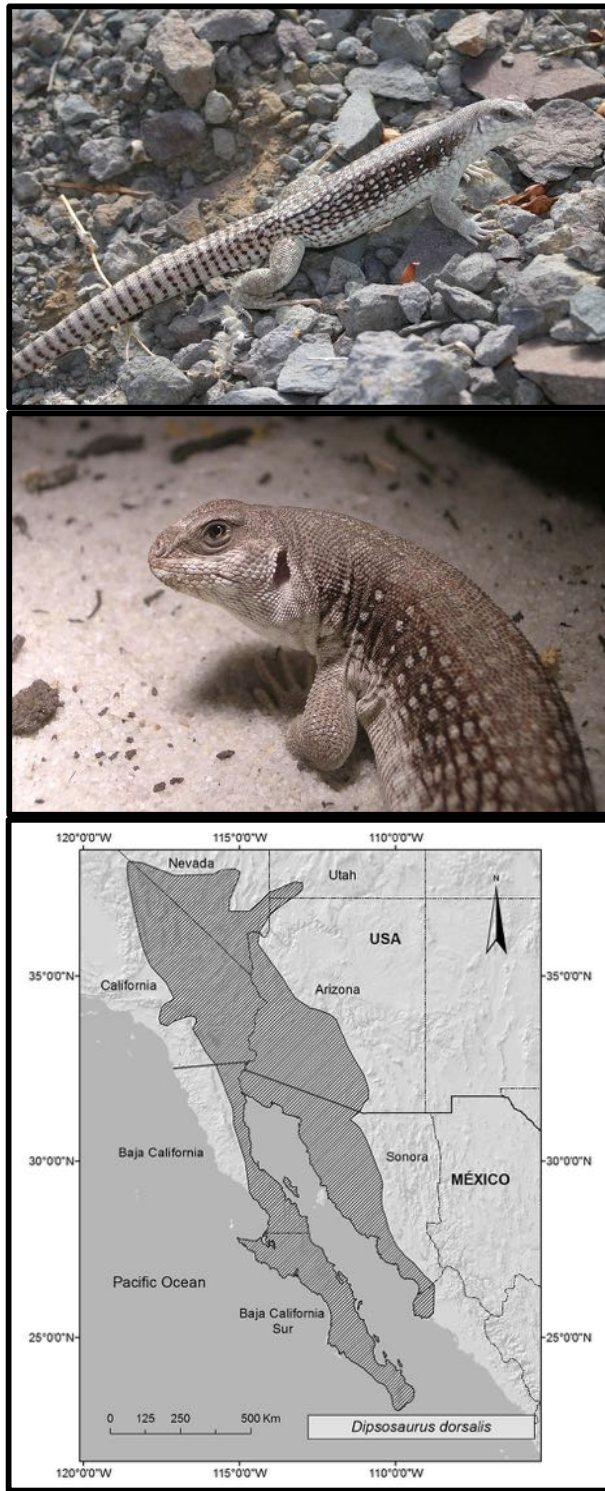 120°0'0"W 115°0'0"W 110°0'0"W
Nevada
Utah
N
USA
35°0'0"N 35°0'0"N
California
Arizona
30°0'0"N 30°0'0"N
Baja California
Sonora
MÉXICO
Pacific Ocean
Baja California
Sur
25°0'0"N 25°0'0"N
0 125 250 500 Km
Dipsosaurus dorsalis
120°0'0"W 115°0'0"W 110°0'0"W